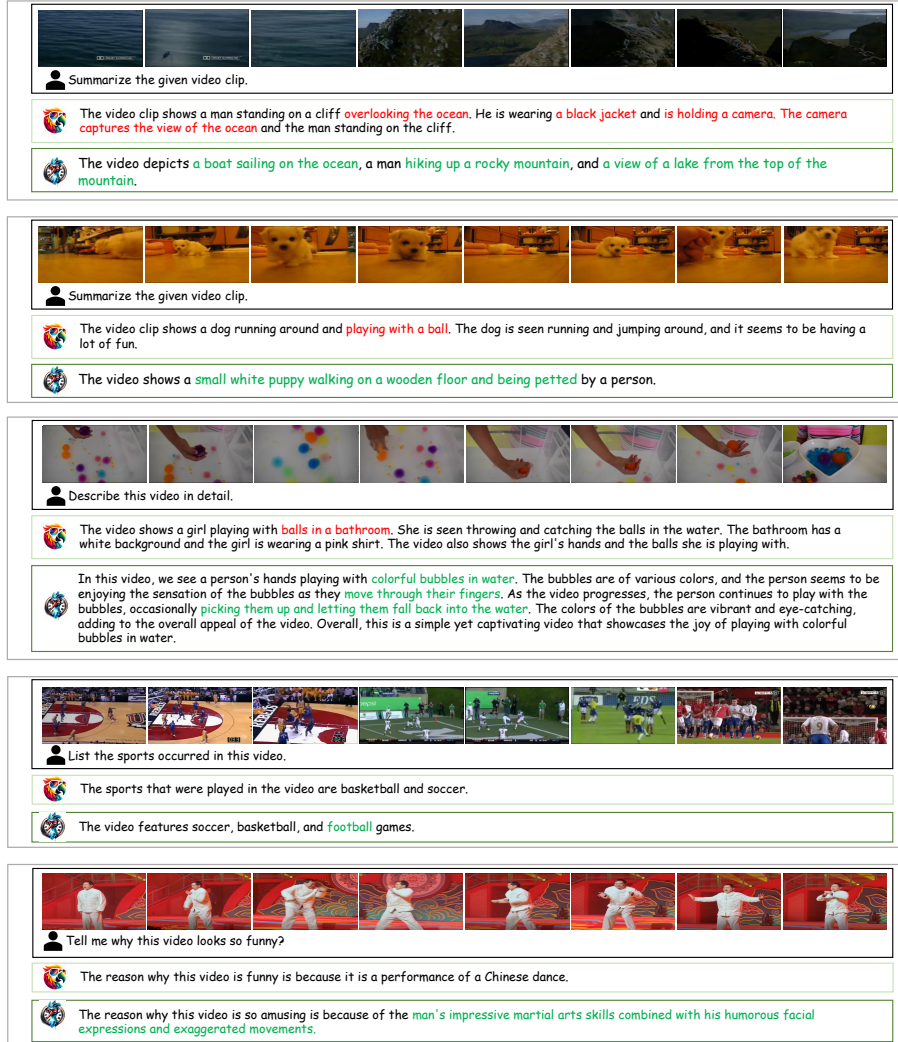 Summarize the given video clip.
The video clip shows a man standing on a cliff overlooking the ocean. He is wearing a black jacket and is holding a camera. The camera
captures the view of the ocean and the man standing on the cliff.
The video depicts a boat sailing on the ocean, a man hiking up a rocky mountain, and a view of a lake from the top of the
mountain.
Summarize the given video clip.
The video clip shows a dog running around and playing with a ball. The dog is seen running and jumping around, and it seems to be having a
lot of fun.
The video shows a small white puppy walking on a wooden floor and being petted by a person.
Describe this video in detail.
The video shows a girl playing with balls in a bathroom. She is seen throwing and catching the balls in the water. The bathroom has a
white background and the girl is wearing a pink shirt. The video also shows the girl's hands and the balls she is playing with.
In this video, we see a person's hands playing with colorful bubbles in water. The bubbles are of various colors, and the person seems to be
enjoying the sensation of the bubbles as they move through their fingers. As the video progresses, the person continues to play with the
bubbles, occasionally picking them up and letting them fall back into the water. The colors of the bubbles are vibrant and eye-catching,
adding to the overall appeal of the video. Overall, this is a simple yet captivating video that showcases the joy of playing with colorful
bubbles in water.
List the sports occurred in this video.
The sports that were played in the video are basketball and soccer.
The video features soccer, basketball, and football games.
Tell me why this video looks so funny?
The reason why this video is funny is because it is a performance of a Chinese dance.
The reason why this video is so amusing is because of the man's impressive martial arts skills combined with his humorous facial
expressions and exaggerated movements.